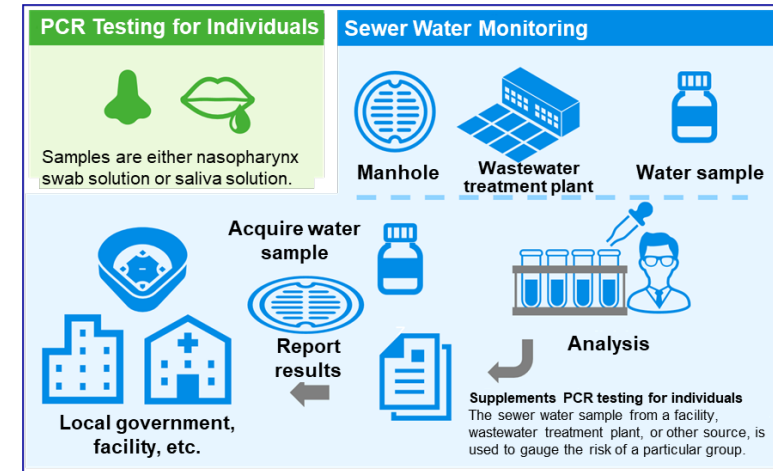 PCR Testing for Individuals
Sewer Water Monitoring
Samples are either nasopharynx
swab solution or saliva solution.
Manhole
Wastewater
treatment plant
Water sample
Acquire water
sample
Analysis
Report
results
Local government,
facility, etc.
Supplements PCR testing for individuals
The sewer water sample from a facility,
wastewater treatment plant, or other source, is
used to gauge the risk of a particular group.